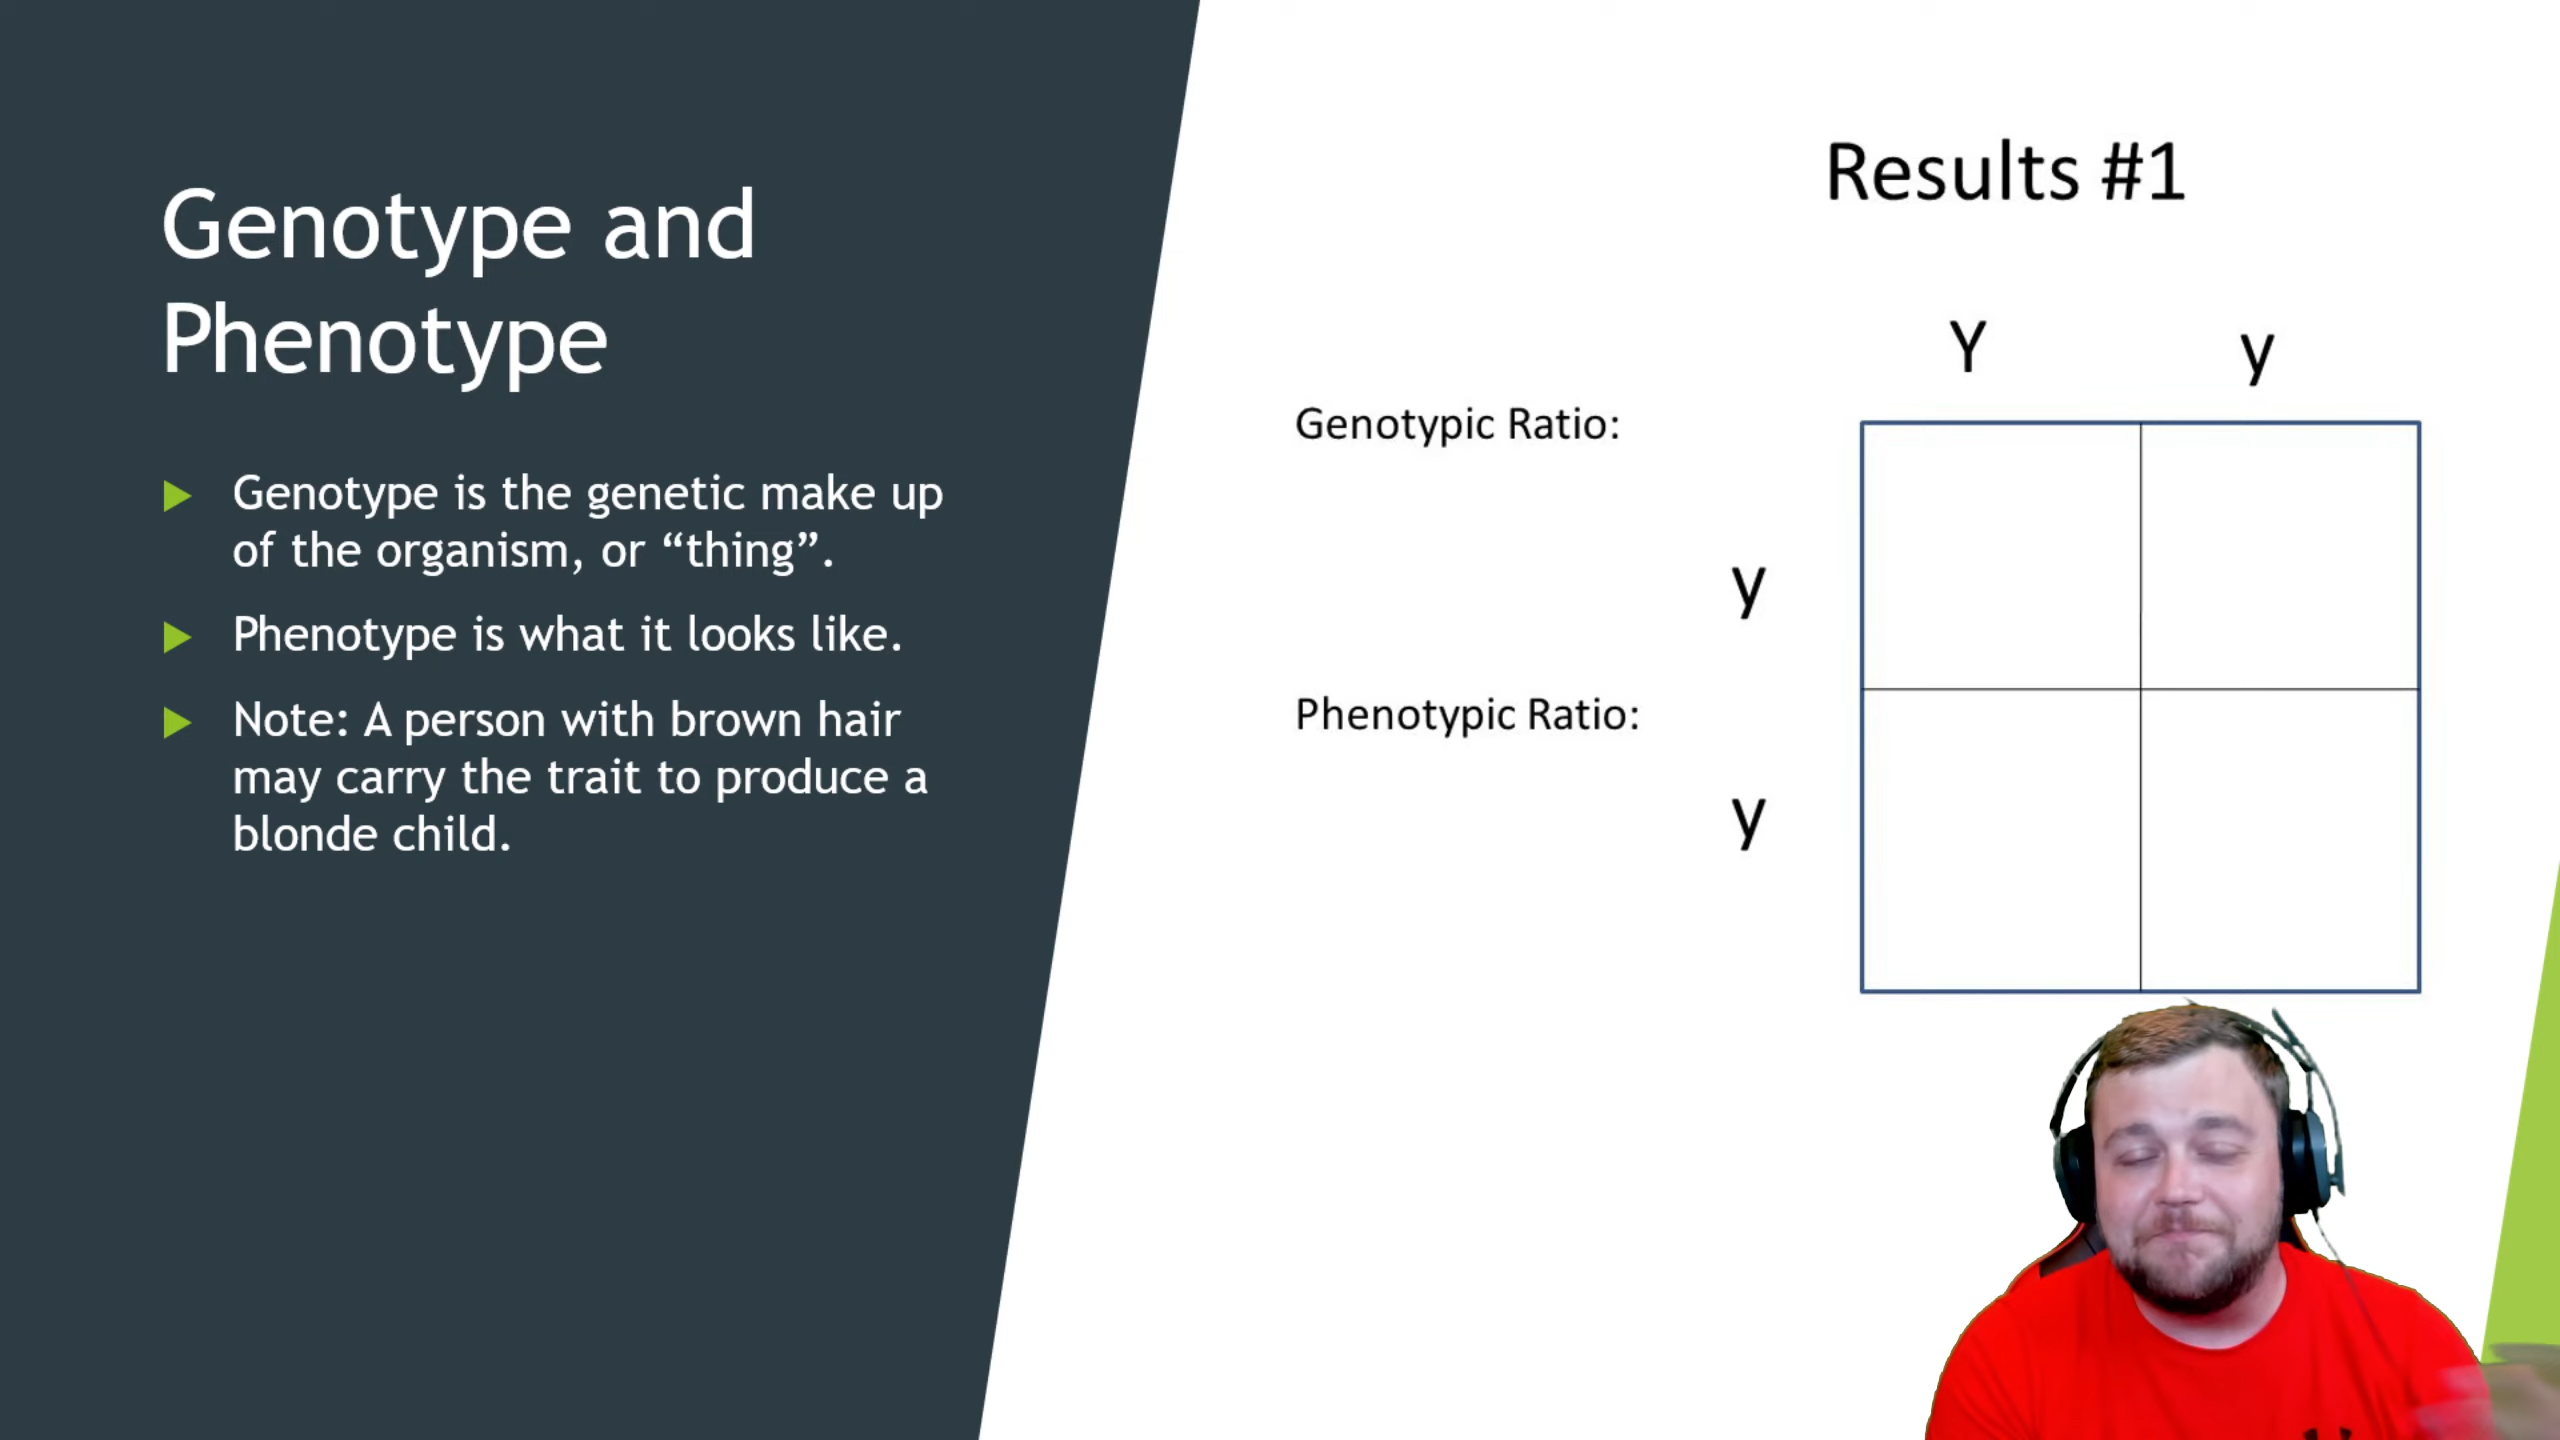 Genotype and
Phenotype
Genotype is the genetic make up
of the organism, or “thing”.
Phenotype is what it looks like.
Note: A person with brown hair
may carry the trait to produce a
blonde child.
Results #1
Y y
Genotypic Ratio:
y
Phenotypic Ratio:
y